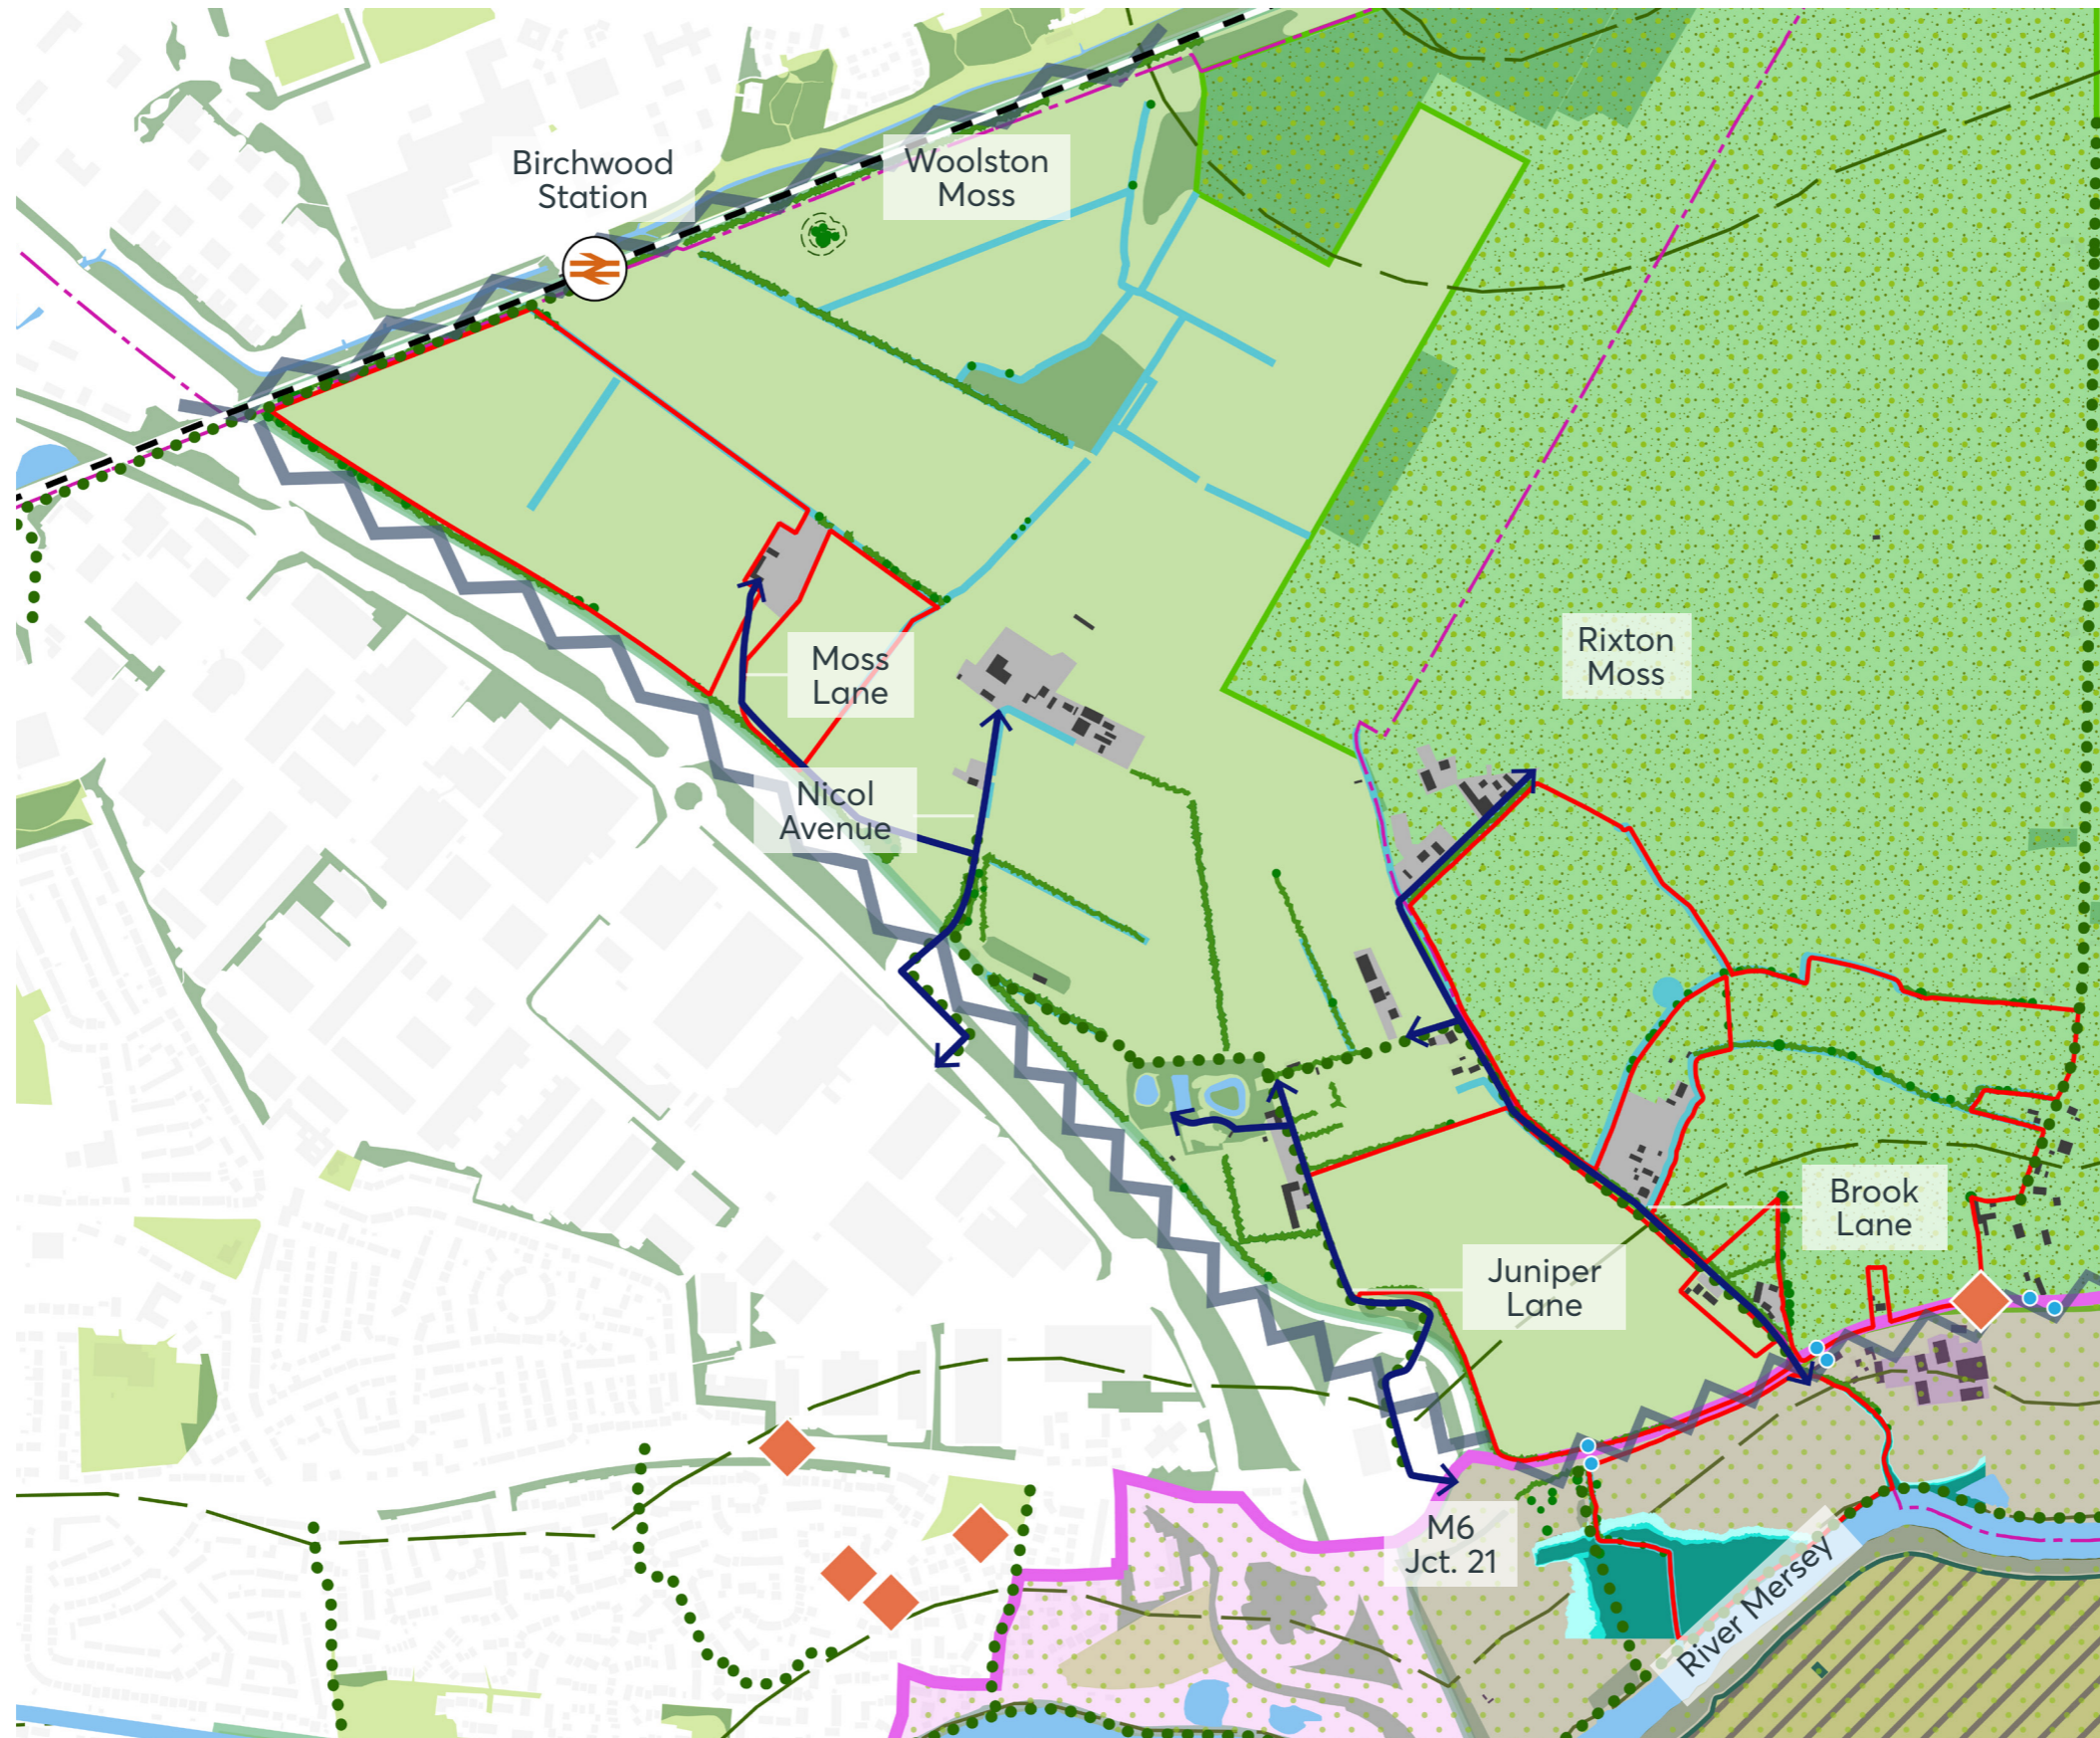 Birchwood
Station
Woolston
Moss
Rixton
Moss
Moss
Lane
Nicol
Avenue
Brook
Lane
Juniper
Lane
M6
Jct. 21
River Mersey